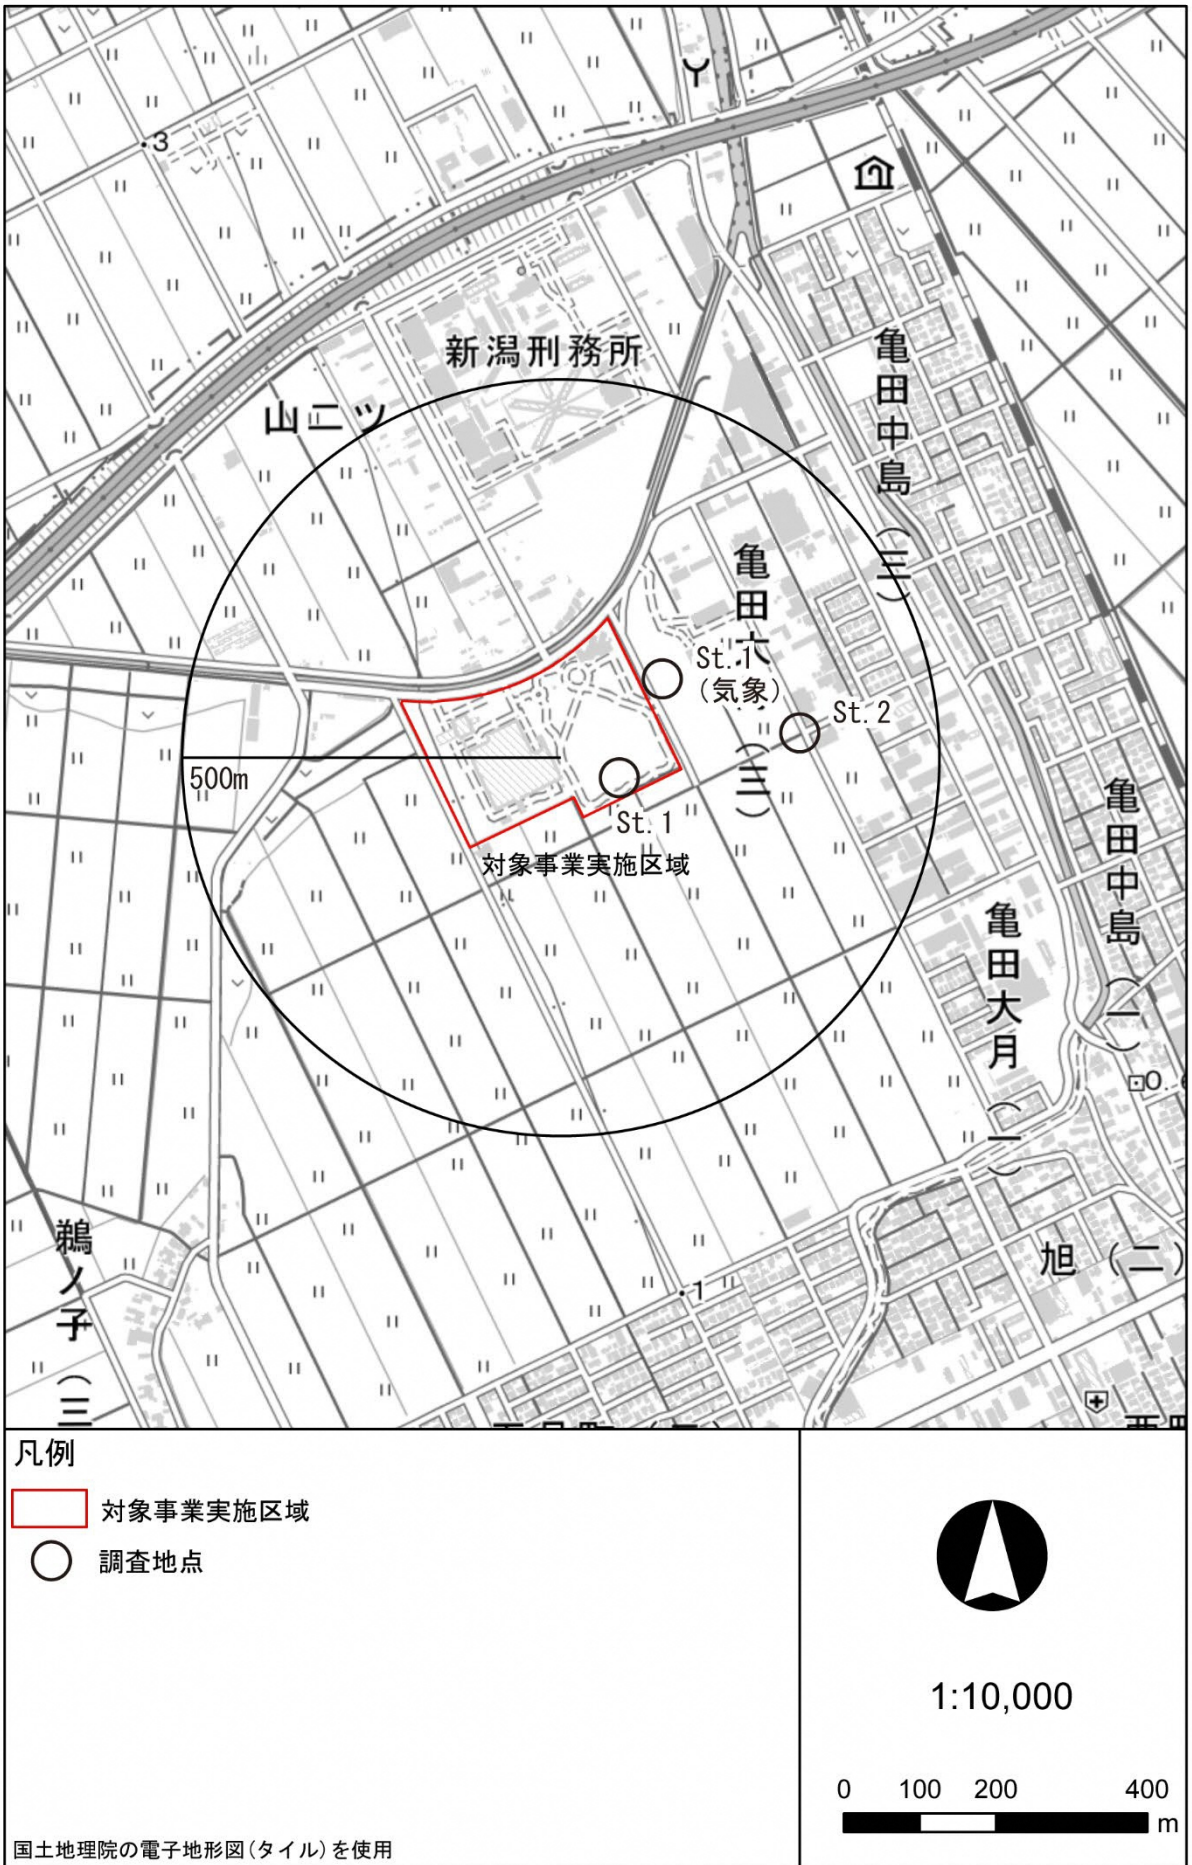 ・3
新潟刑務所
山二ツ
亀田中島(三)
亀田大
(三)
St.1
(気象)
St.2
500m
St.1
対象事業実施区域
亀田中島(一)
亀田大月(一)
0.
鵜ノ子(三
・1
旭(二)
凡例
対象事業実施区域
調査地点
1:10,000
0 100 200 400
m
国土地理院の電子地形図(タイル)を使用